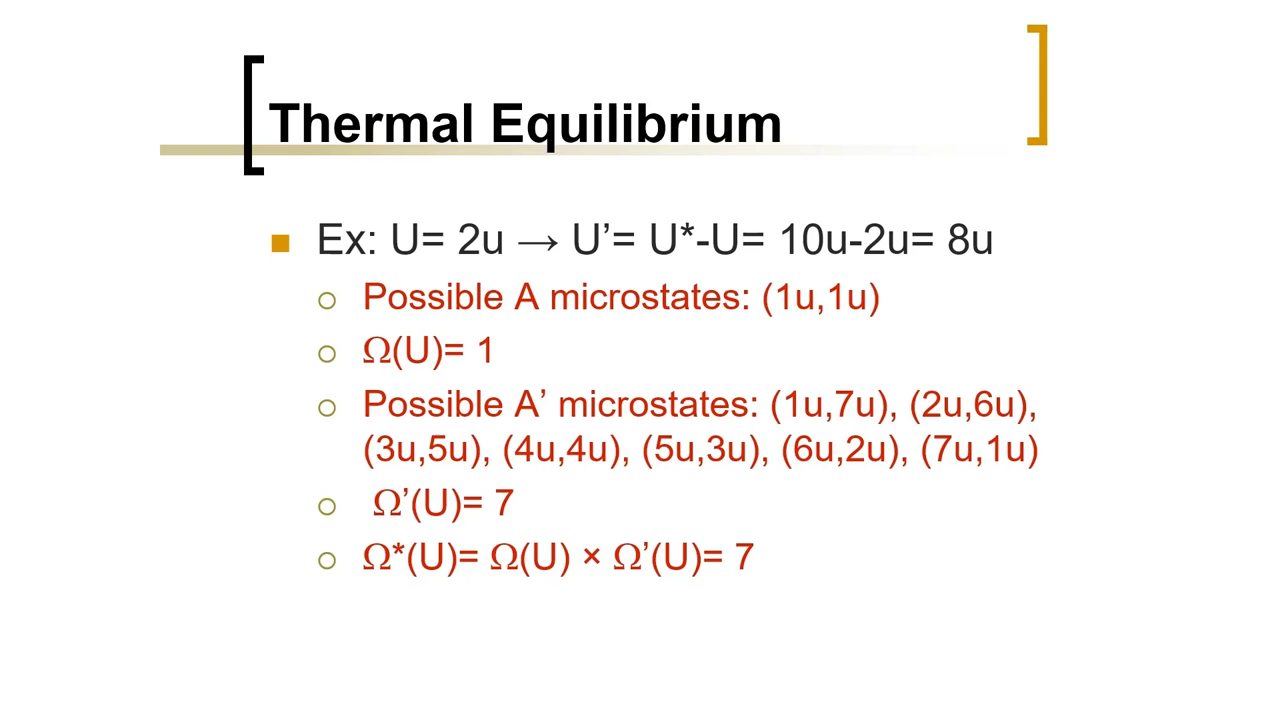 Thermal Equilibrium
Ex: U= 2u → U’= U*-U= 10u-2u= 8u
Possible A microstates: (1u,1u)
Ω(U)= 1
Possible A’ microstates: (1u,7u), (2u,6u),
(3u,5u), (4u,4u), (5u,3u), (6u,2u), (7u,1u)
Ω’(U)= 7
Ω*(U)= Ω(U) × Ω’(U)= 7